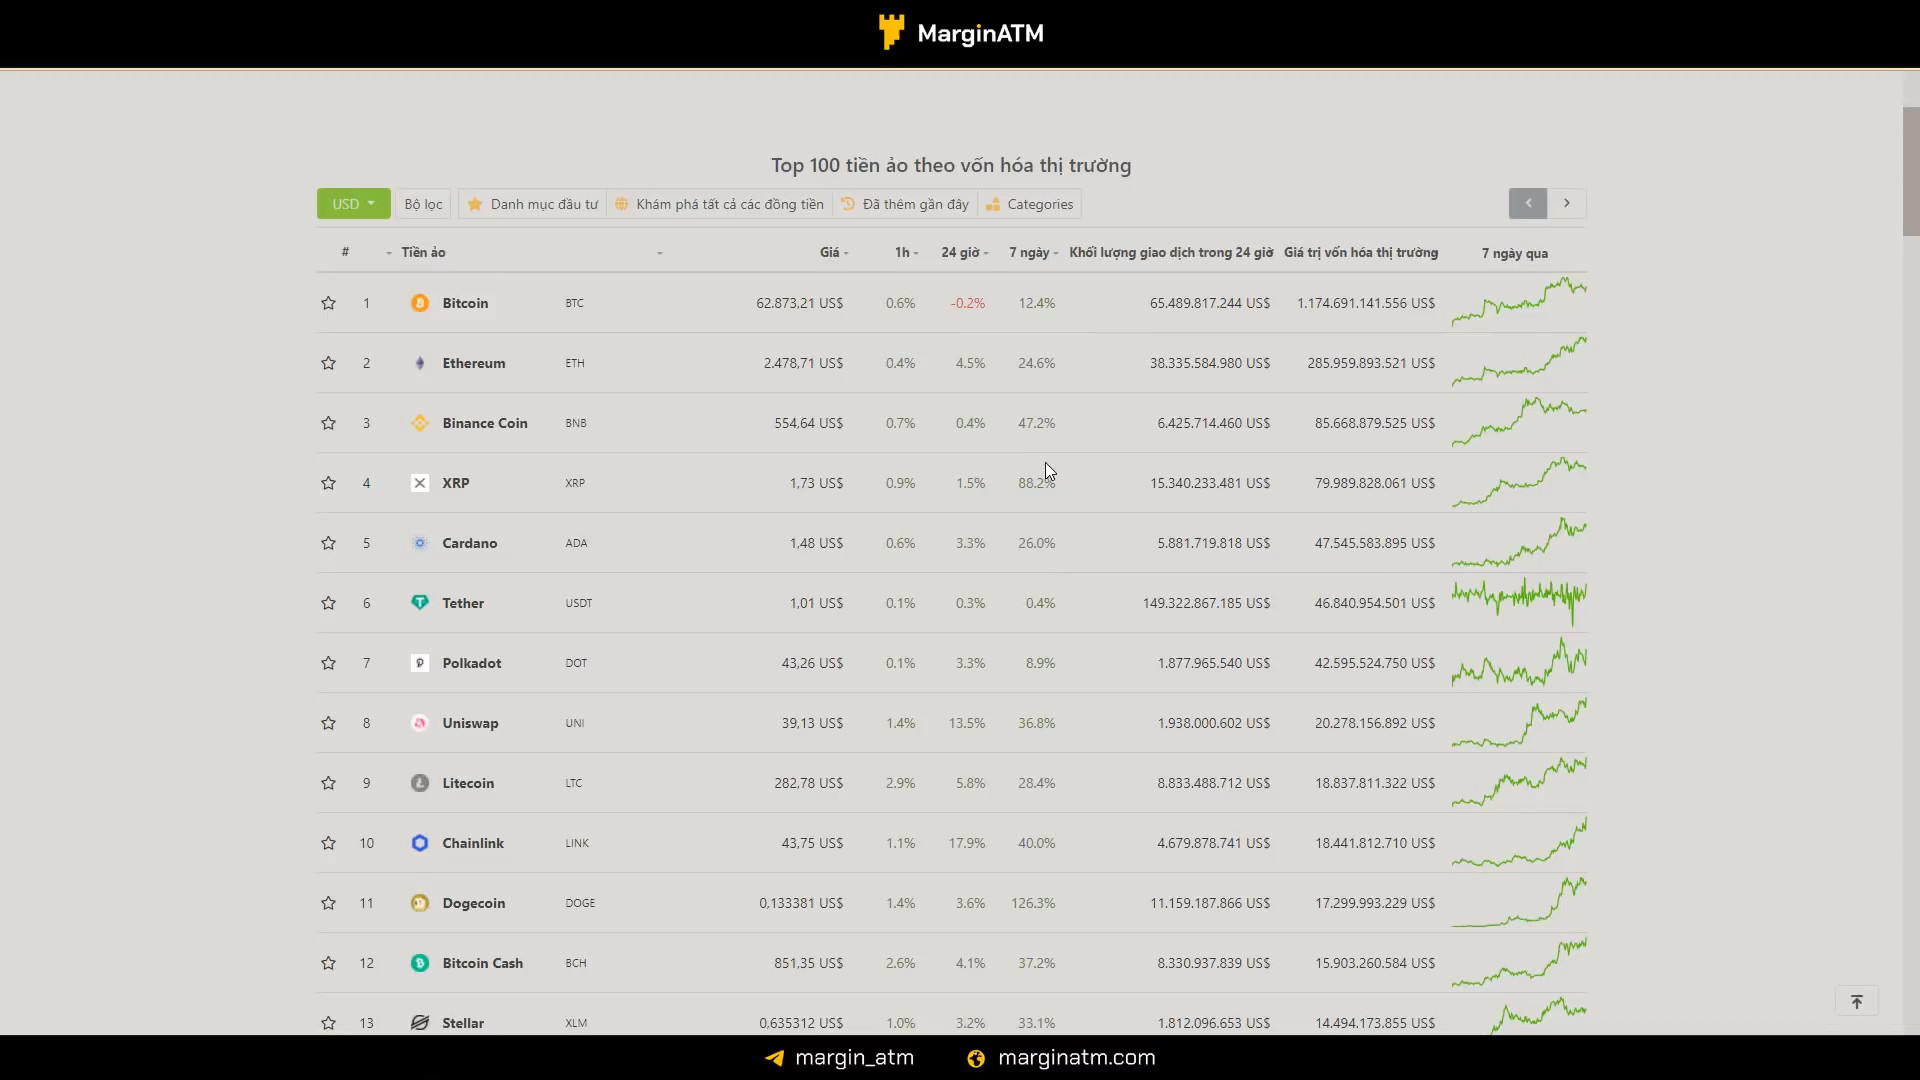 MarginATM
Top 100 tiền ảo theo vốn hóa thị trường
USD Bộ lọc Danh mục đầu tư Khám phá tất cả các đồng tiền Đã thêm gần đây Categories
# Tiền ảo Giá 1h 24 giờ 7 ngày Khối lượng giao dịch trong 24 giờ Giá trị vốn hóa thị trường 7 ngày qua
1 Bitcoin BTC 62.873,21 US$ 0.6% -0.2% 12.4% 65.489.817.244 US$ 1.174.691.141.556 US$
2 Ethereum ETH 2.478,71 US$ 0.4% 4.5% 24.6% 38.335.584.980 US$ 285.959.893.521 US$
3 Binance Coin BNB 554,64 US$ 0.7% 0.4% 47.2% 6.425.714.460 US$ 85.668.879.525 US$
4 XRP XRP 1,73 US$ 0.9% 1.5% 88.2% 15.340.233.481 US$ 79.989.828.061 US$
5 Cardano ADA 1,48 US$ 0.6% 3.3% 26.0% 5.881.719.818 US$ 47.545.583.895 US$
6 Tether USDT 1,01 US$ 0.1% 0.3% 0.4% 149.322.867.185 US$ 46.840.954.501 US$
7 Polkadot DOT 43,26 US$ 0.1% 3.3% 8.9% 1.877.965.540 US$ 42.595.524.750 US$
8 Uniswap UNI 39,13 US$ 1.4% 13.5% 36.8% 1.938.000.602 US$ 20.278.156.892 US$
9 Litecoin LTC 282,78 US$ 2.9% 5.8% 28.4% 8.833.488.712 US$ 18.837.811.322 US$
10 Chainlink LINK 43,75 US$ 1.1% 17.9% 40.0% 4.679.878.741 US$ 18.441.812.710 US$
11 Dogecoin DOGE 0,133381 US$ 1.4% 3.6% 126.3% 11.159.187.866 US$ 17.299.993.229 US$
12 Bitcoin Cash BCH 851,35 US$ 2.6% 4.1% 37.2% 8.330.937.839 US$ 15.903.260.584 US$
13 Stellar XLM 0,635312 US$ 1.0% 3.2% 33.1% 1.812.096.653 US$ 14.494.173.855 US$
margin_atm marginatm.com